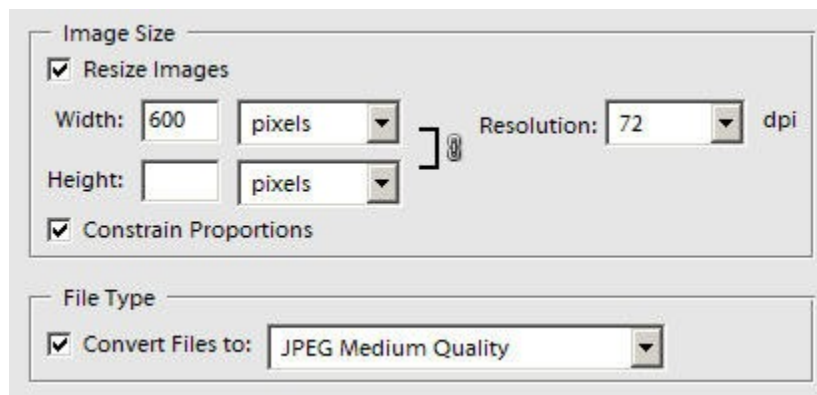 Image Size
Resize Images
Width: 600 pixels Resolution: 72 dpi
Height: pixels
Constrain Proportions
File Type
Convert Files to: JPEG Medium Quality